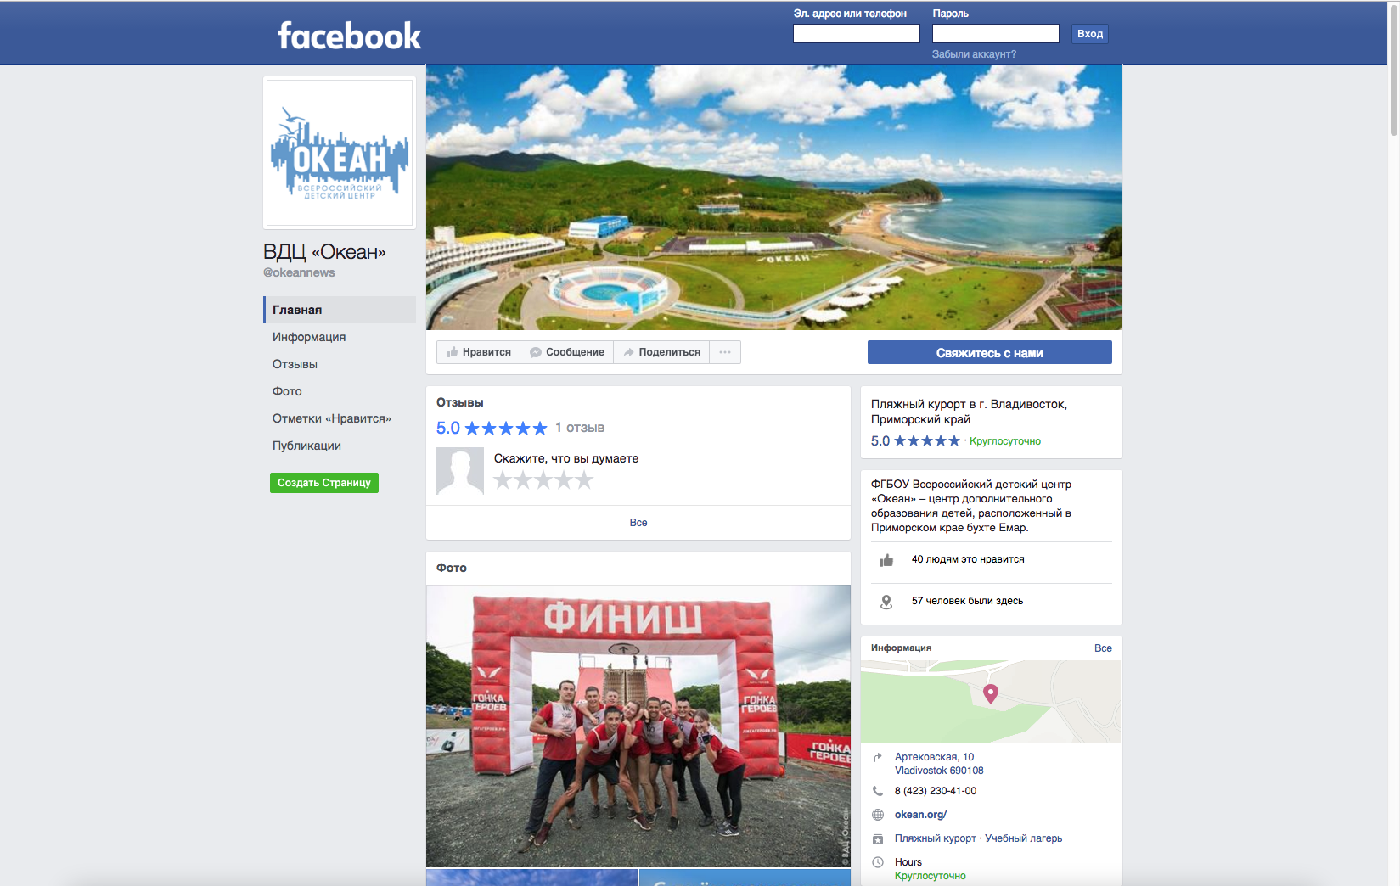 facebook
Эл. адрес или телефон
Пароль
Вход
Забыли аккаунт?
ОКЕАН
ВСЕРОССИЙСКИЙ
ДЕТСКИЙ ЦЕНТР
ВДЦ «Океан»
@okeannews
Главная
Информация
Отзывы
Фото
Отметки «Нравится»
Публикации
Создать Страницу
ОКЕАН
Нравится
Сообщение
Поделиться
Свяжитесь с нами
Отзывы
5.0
1 отзыв
Скажите, что вы думаете
Все
Фото
ФИНИШ
ГОНКА
ГЕРОЕВ
ГОНКА
ГЕРОЕВ
ГОНКА
ГЕРОЕВ
© ВДЦ «Океан»
Пляжный курорт в г. Владивосток,
Приморский край
5.0 · Круглосуточно
ФГБОУ Всероссийский детский центр
«Океан» – центр дополнительного
образования детей, расположенный в
Приморском крае бухте Емар.
40 людям это нравится
57 человек были здесь
Информация
Все
Артековская, 10
Vladivostok 690108
8 (423) 230-41-00
okean.org/
Пляжный курорт · Учебный лагерь
Hours
Круглосуточно